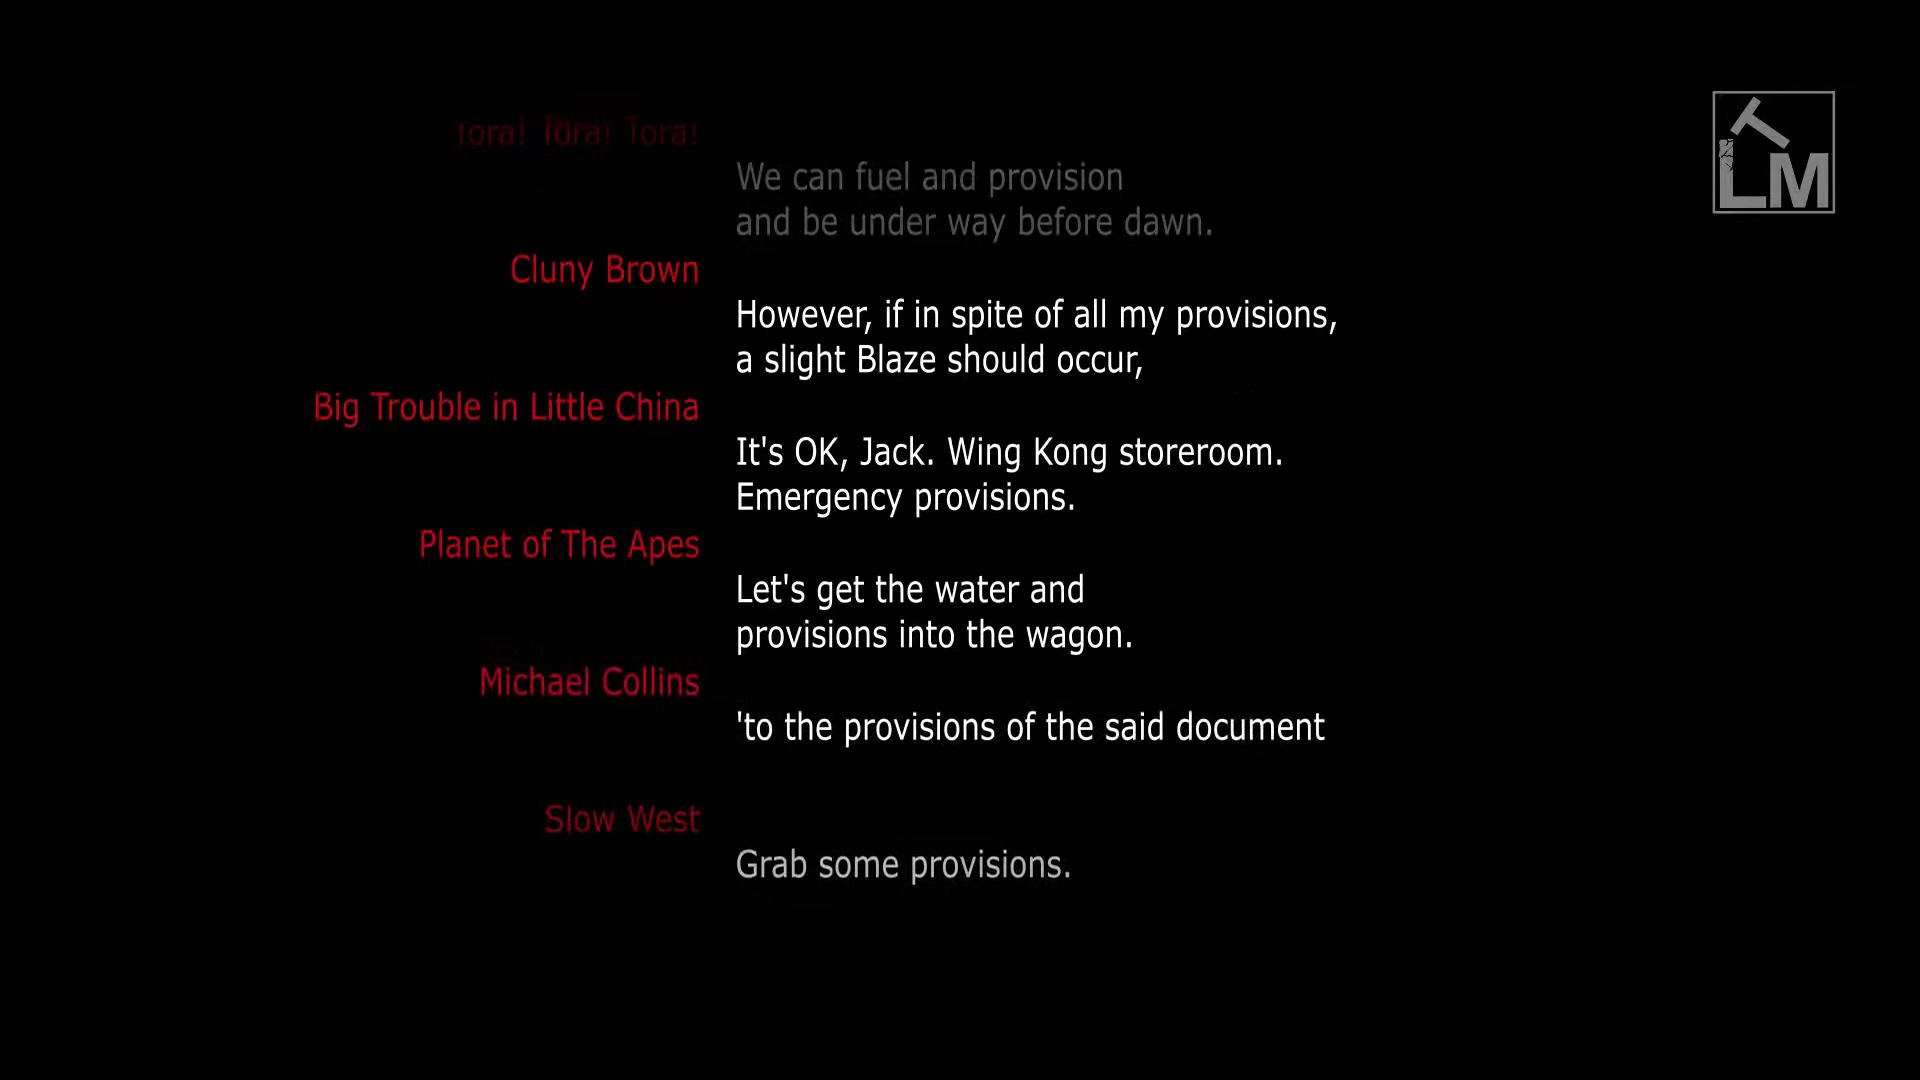 Tora! Tora! Tora!
We can fuel and provision
and be under way before dawn.
Cluny Brown
However, if in spite of all my provisions,
a slight Blaze should occur,
Big Trouble in Little China
It's OK, Jack. Wing Kong storeroom.
Emergency provisions.
Planet of The Apes
Let's get the water and
provisions into the wagon.
Michael Collins
'to the provisions of the said document
Slow West
Grab some provisions.
LTM